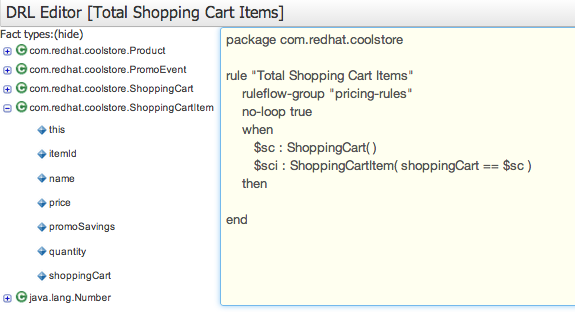 DRL Editor [Total Shopping Cart Items]
Fact types:(hide)
com.redhat.coolstore.Product
com.redhat.coolstore.PromoEvent
com.redhat.coolstore.ShoppingCart
com.redhat.coolstore.ShoppingCartItem
this
itemId
name
price
promoSavings
quantity
shoppingCart
java.lang.Number
package com.redhat.coolstore
rule "Total Shopping Cart Items"
ruleflow-group "pricing-rules"
no-loop true
when
$sc : ShoppingCart( )
$sci : ShoppingCartItem( shoppingCart == $sc )
then
end